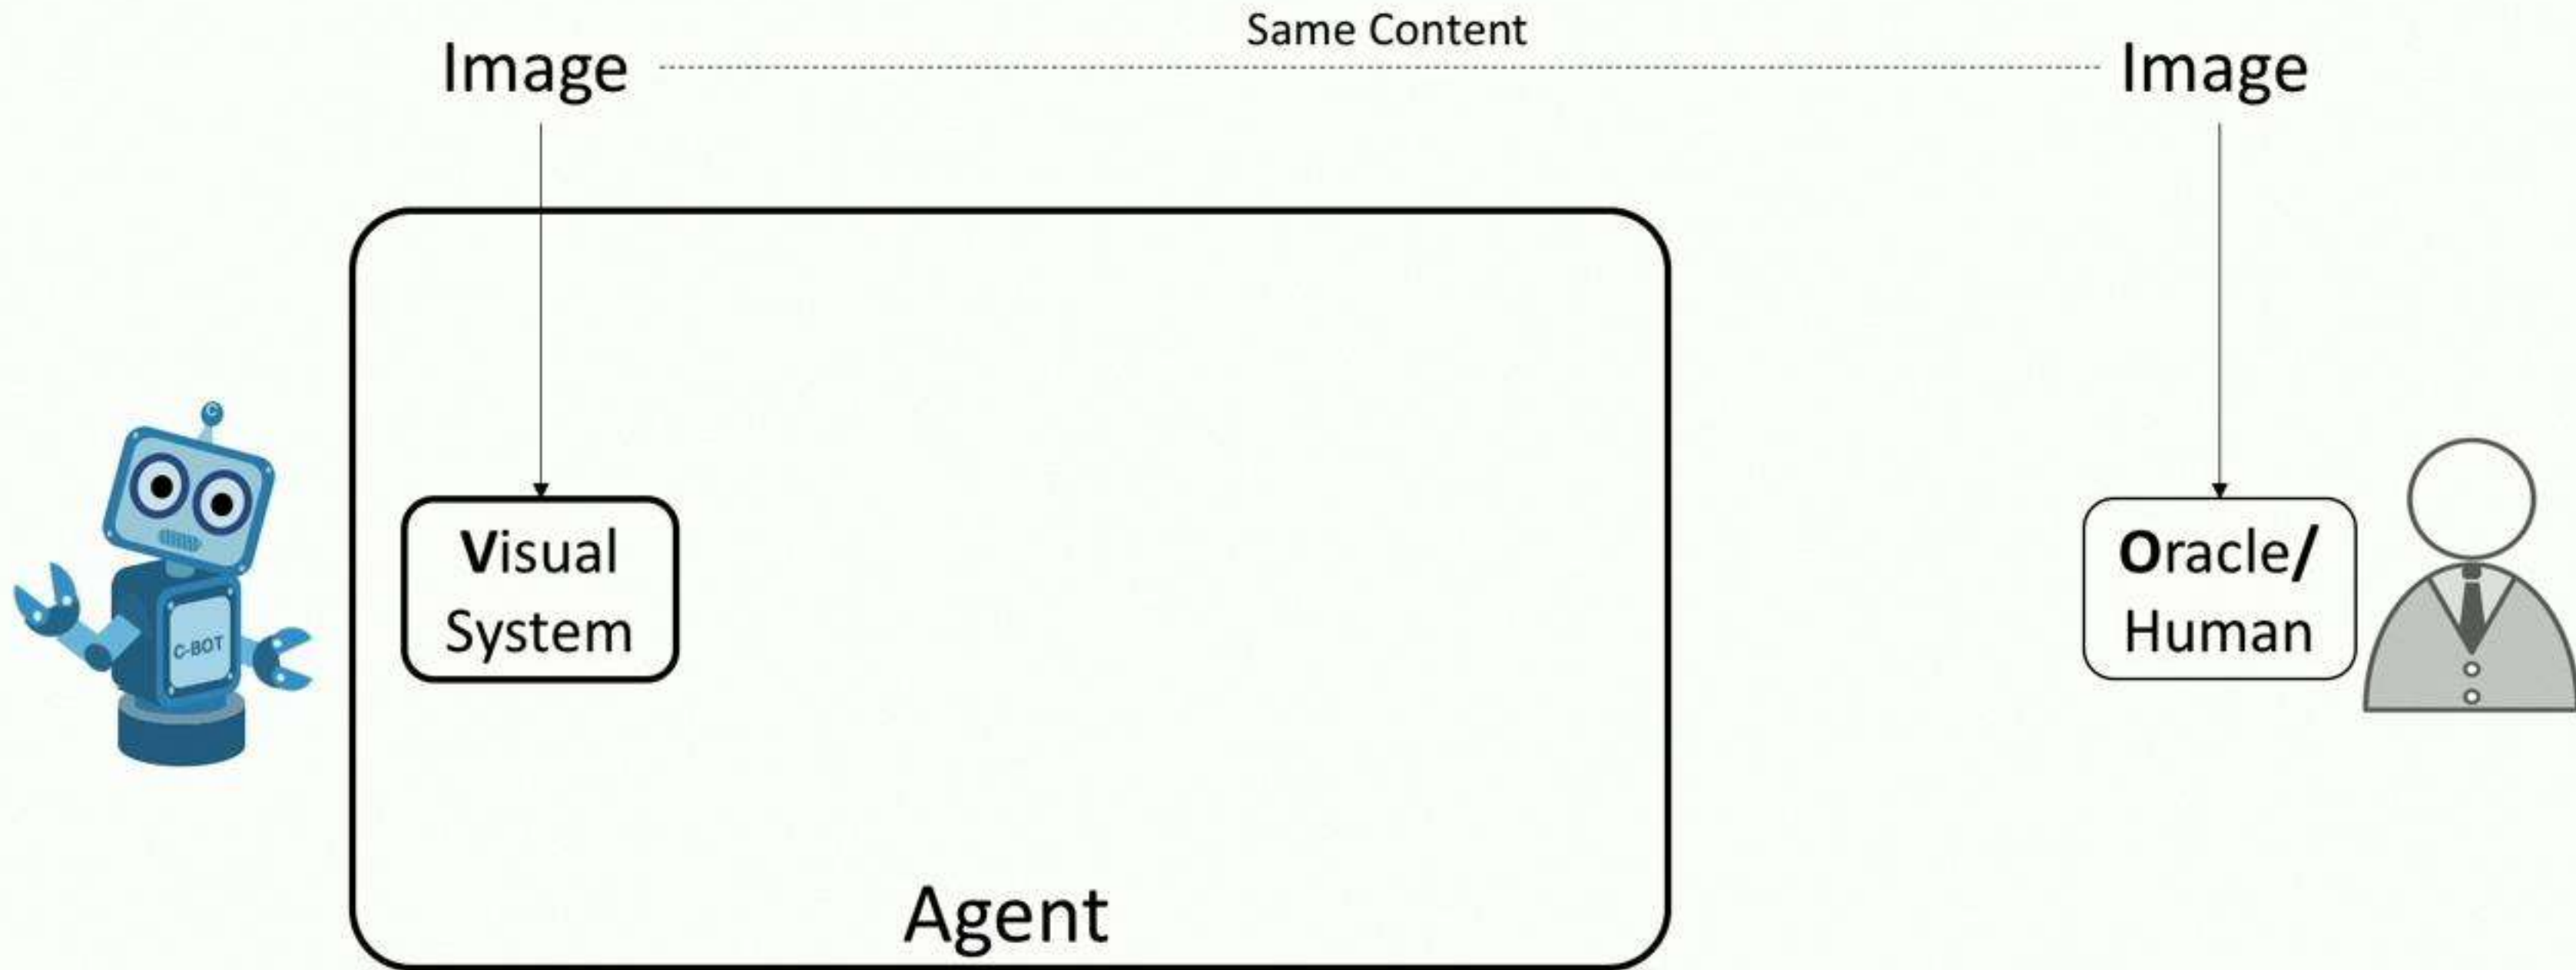 Same Content
Image
Image
C
Visual
System
Oracle/
Human
C-BOT
Agent